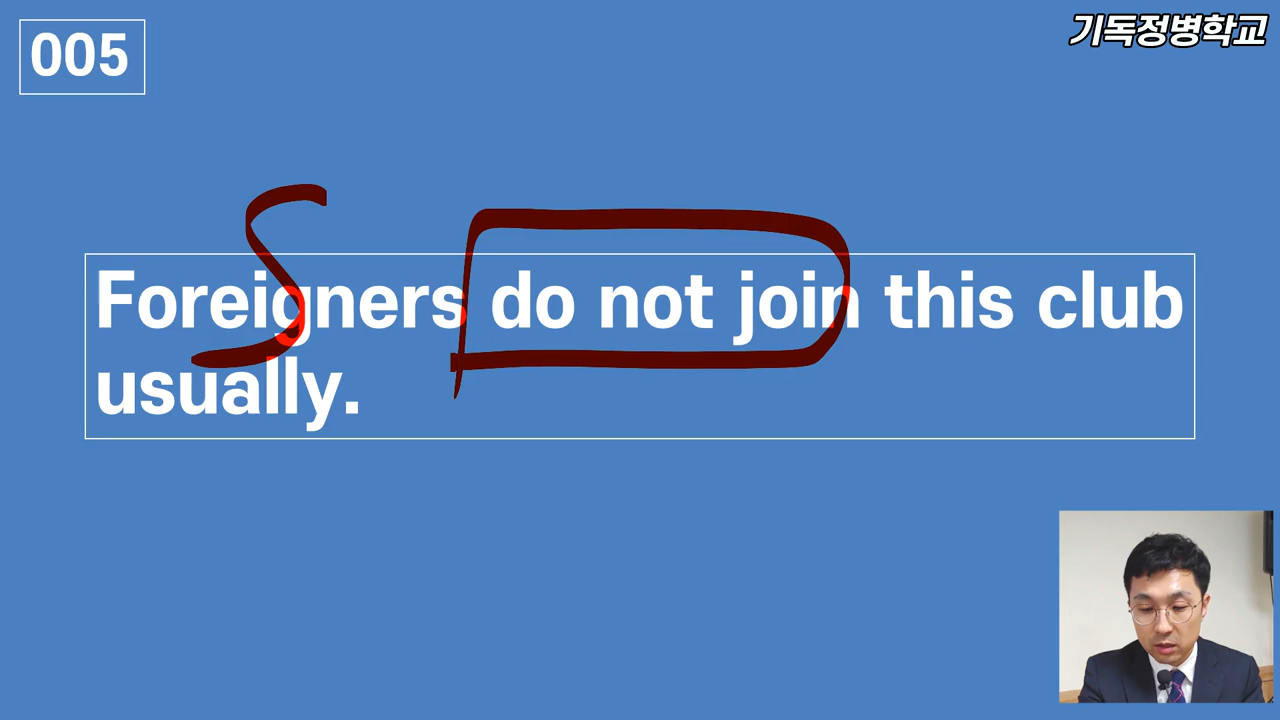 005
기독정병학교
S
Foreigners do not join this club
usually.